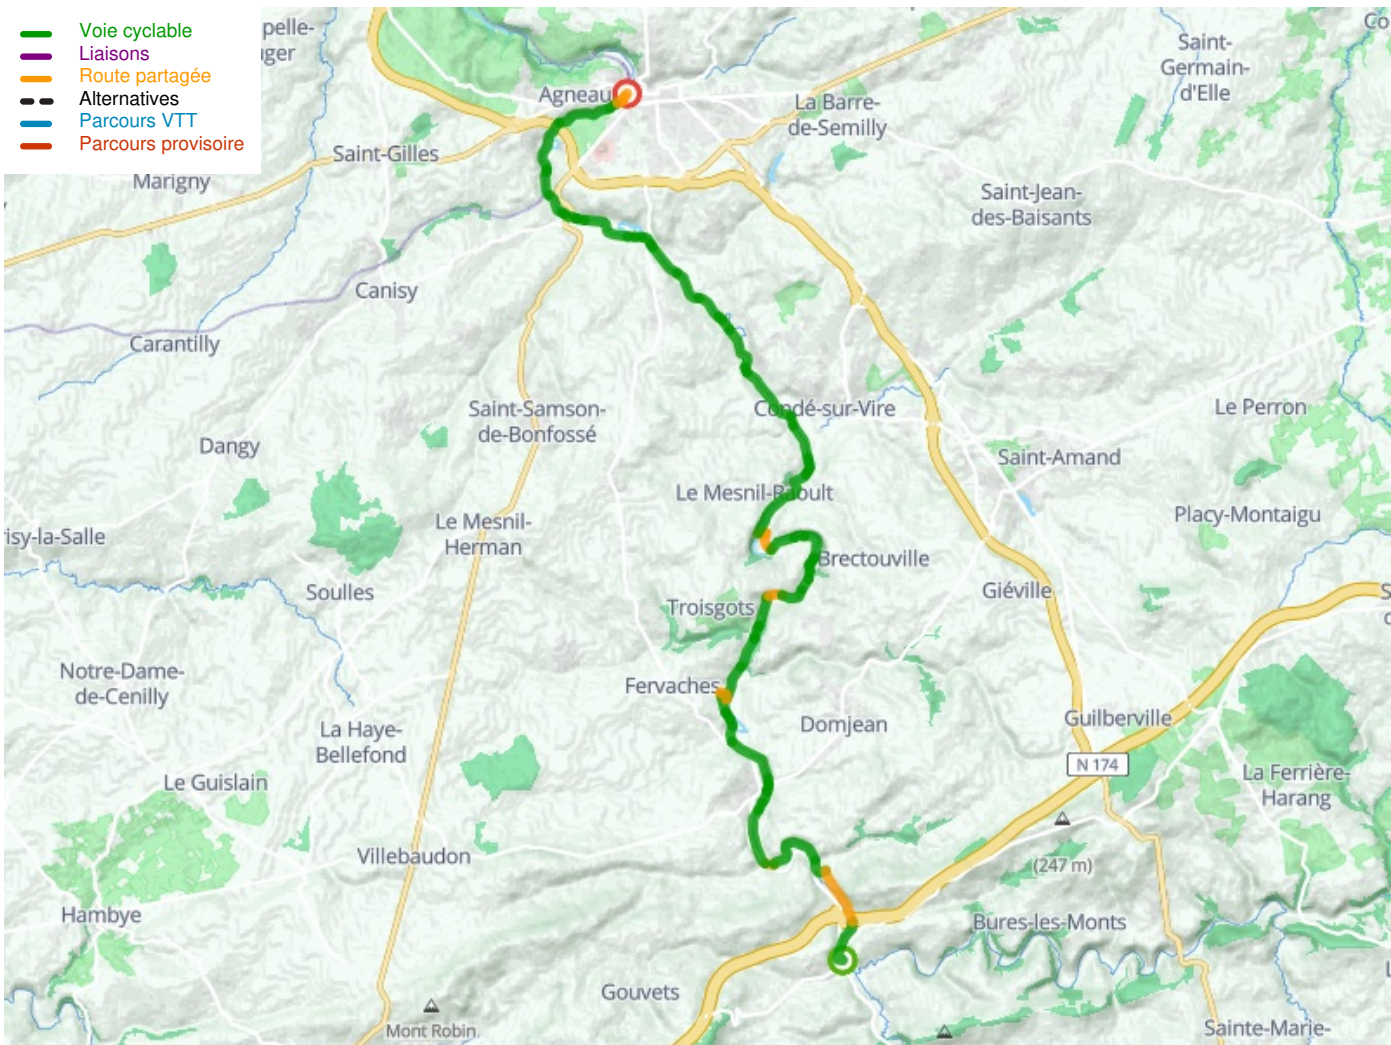 Voie cyclable
Liaisons
Route partagée
Alternatives
Parcours VTT
Parcours provisoire
pelle-
Saint-
Germain-
d'Elle
Agneau
La Barre-
de-Semilly
Saint-Gilles
Marigny
Saint-Jean-
des-Baisants
Canisy
Carantilly
Saint-Samson-
de-Bonfossé
Condé-sur-Vire
Le Perron
Dangy
Saint-Amand
Le Mesnil-Raoult
Le Mesnil-
Herman
Placy-Montaigu
risy-la-Salle
Brectouville
Soulles
Troisgots
Giéville
Notre-Dame-
de-Cenilly
Fervaches
Domjean
Guilberville
La Haye-
Bellefond
N 174
Le Guislain
La Ferrière-
Harang
Villebaudon
(247 m)
Hambye
Bures-les-Monts
Gouvets
Mont Robin
Sainte-Marie-